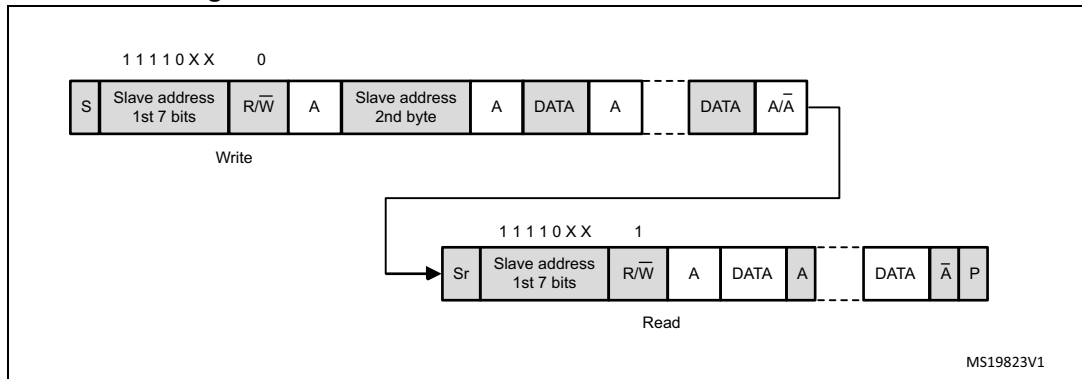 1 1 1 1 0 X X 0
S Slave address 1st 7 bits R/W̅ A Slave address 2nd byte A DATA A DATA A/A̅
Write
1 1 1 1 0 X X 1
Sr Slave address 1st 7 bits R/W̅ A DATA A DATA A̅ P
Read
MS19823V1